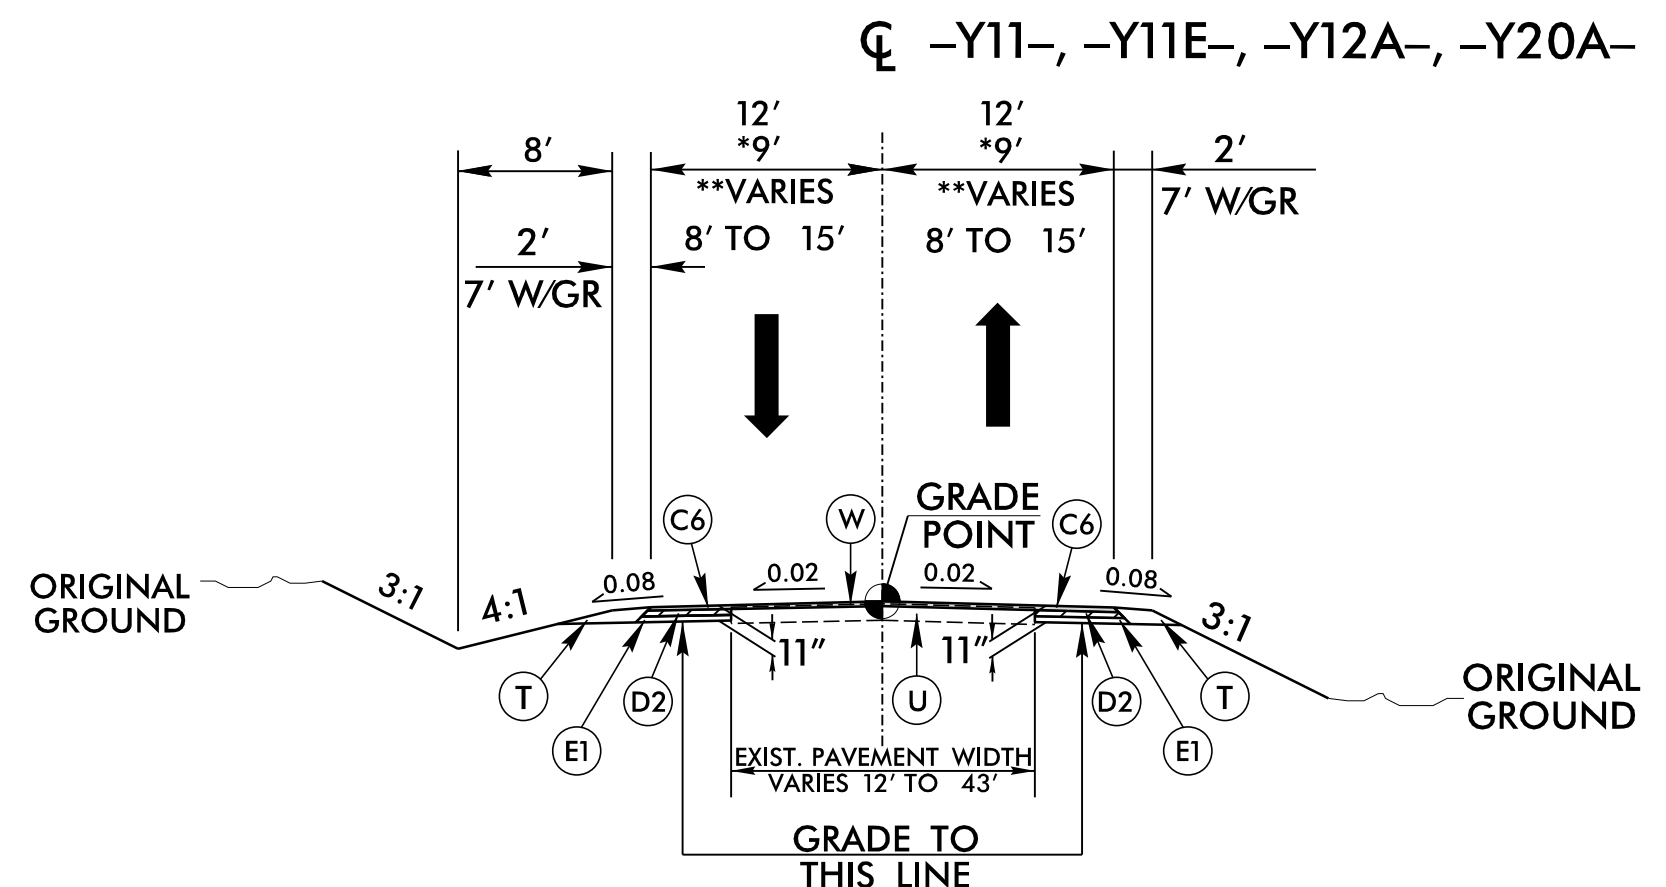 ℄ –Y11–, –Y11E–, –Y12A–, –Y20A–
12'
12'
8'
*9'
*9'
2'
**VARIES
**VARIES
7' W/GR
2'
8' TO 15'
8' TO 15'
7' W/GR
GRADE
POINT
C6
W
C6
ORIGINAL
GROUND
3:1
4:1
0.08
0.02
0.02
0.08
3:1
11"
11"
ORIGINAL
GROUND
T
D2
U
D2
T
E1
E1
EXIST. PAVEMENT WIDTH
VARIES 12' TO 43'
GRADE TO
THIS LINE